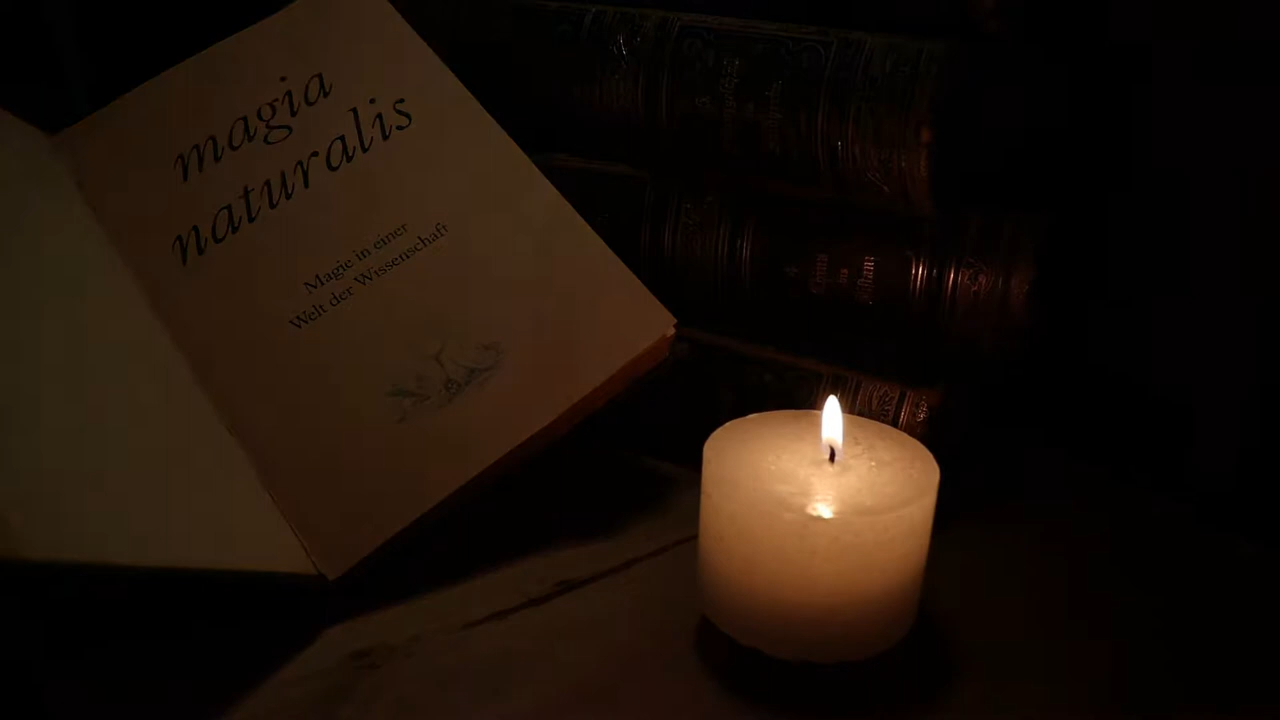 magia
naturalis
Magie in einer
Welt der Wissenschaft